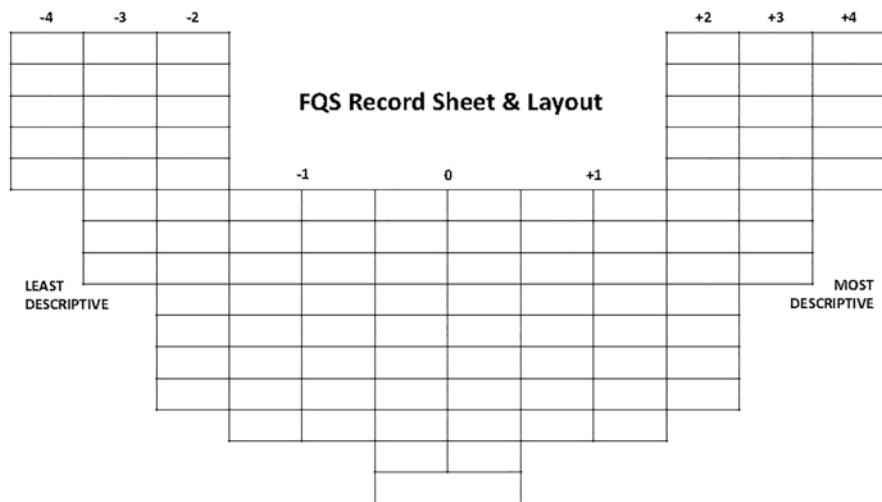 -4 -3 -2 +2 +3 +4
FQS Record Sheet & Layout
-1 0 +1
LEAST
DESCRIPTIVE
MOST
DESCRIPTIVE